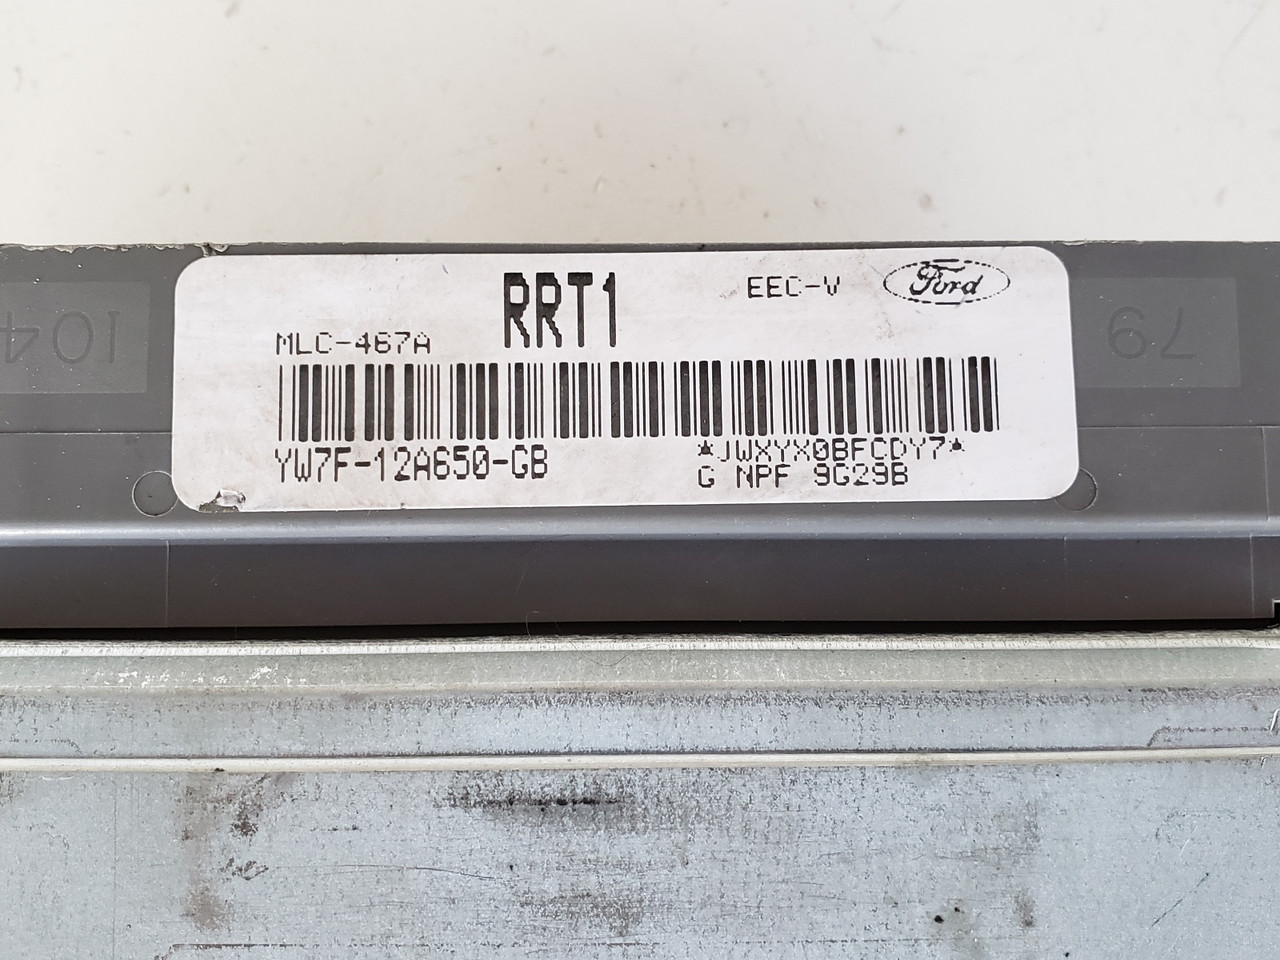 RRT1
EEC-V Ford
MLC-467A
YW7F-12A650-GB
*JWXYX0BFCDY7*
G NPF 9G29B
104
79